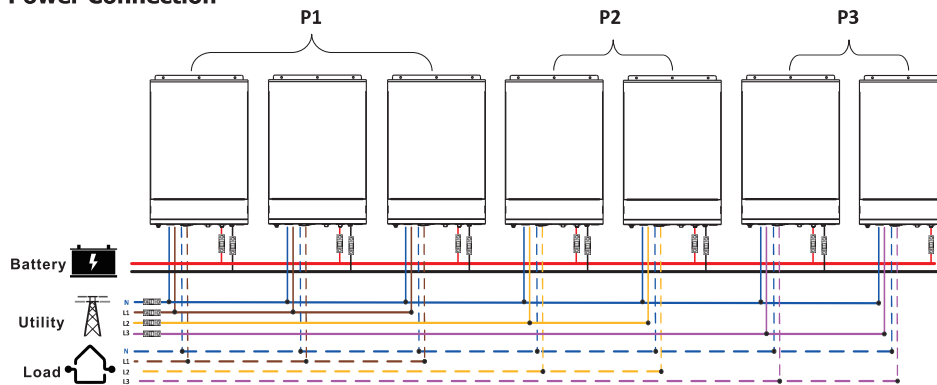 Power Connection
P1
P2
P3
Battery
Utility
N
L1
L2
L3
Load
N
L1
L2
L3